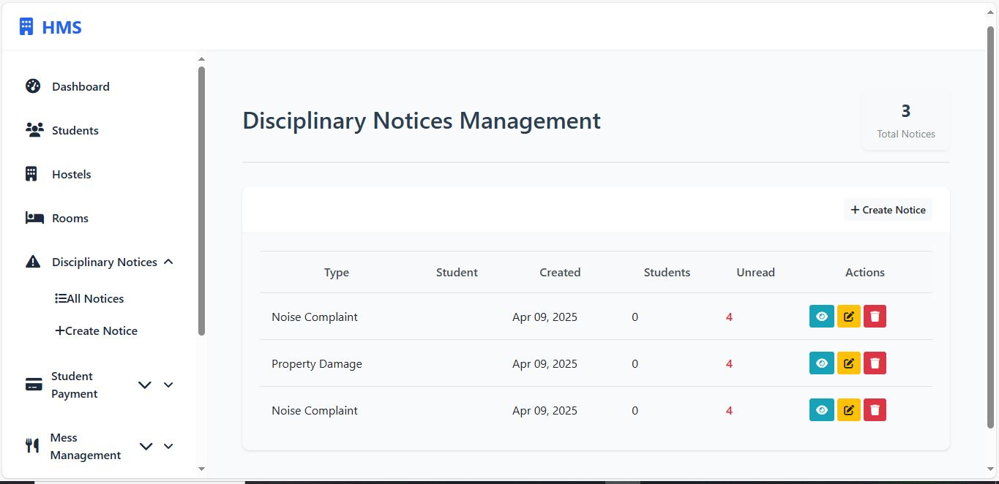 HMS
Dashboard
Students
Hostels
Rooms
Disciplinary Notices
All Notices
Create Notice
Student
Payment
Mess
Management
Disciplinary Notices Management
3
Total Notices
+ Create Notice
Type Student Created Students Unread Actions
Noise Complaint Apr 09, 2025 0 4
Property Damage Apr 09, 2025 0 4
Noise Complaint Apr 09, 2025 0 4